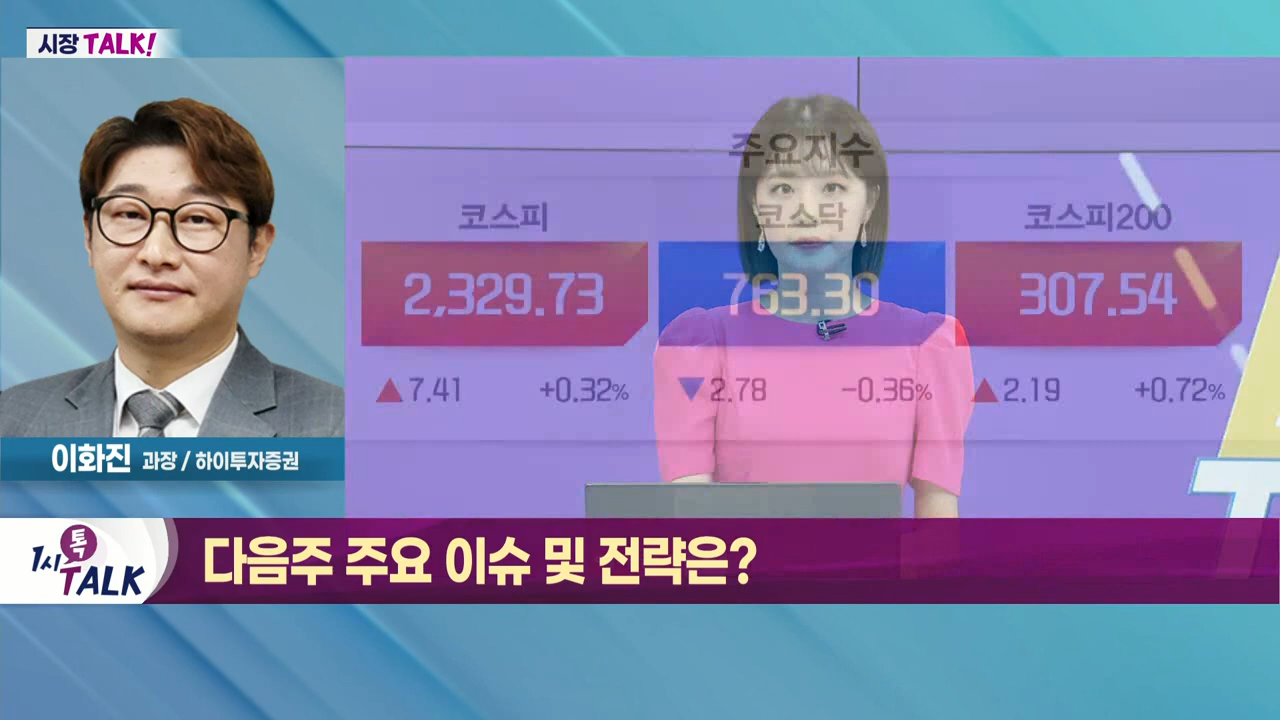 시장 TALK!
주요지수
코스피
2,329.73
▲7.41 +0.32%
코스닥
763.30
▼2.78 -0.36%
코스피200
307.54
▲2.19 +0.72%
이화진 과장 / 하이투자증권
1시 톡 TALK
다음주 주요 이슈 및 전략은?
T